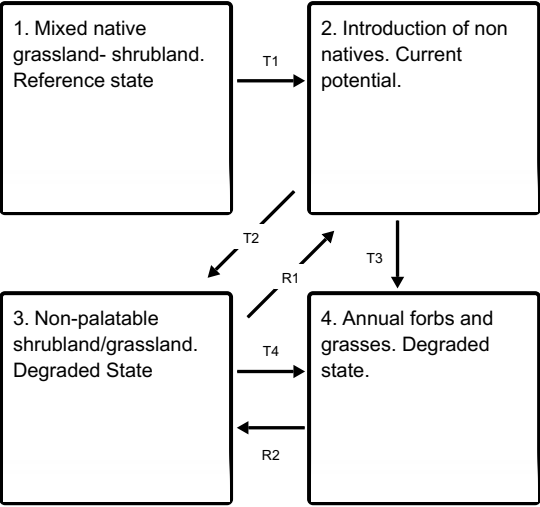 1. Mixed native
grassland- shrubland.
Reference state
T1
2. Introduction of non
natives. Current
potential.
T2
R1
T3
3. Non-palatable
shrubland/grassland.
Degraded State
T4
R2
4. Annual forbs and
grasses. Degraded
state.